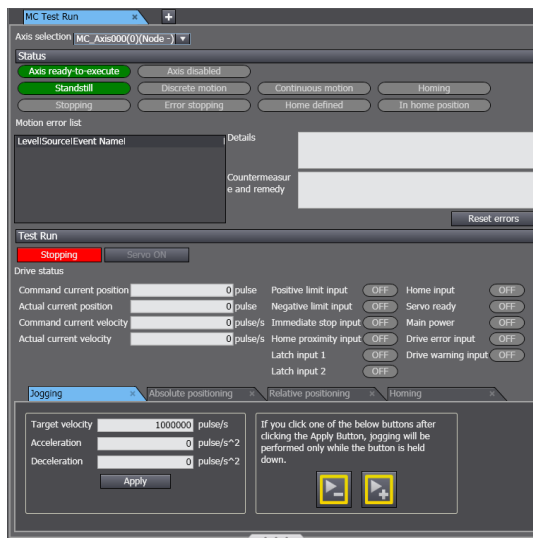 MC Test Run × +
Axis selection MC_Axis000(0)(Node -)
Status
Axis ready-to-execute Axis disabled
Standstill Discrete motion Continuous motion Homing
Stopping Error stopping Home defined In home position
Motion error list
Level|Source|Event Name| Details
Countermeasur
e and remedy
Reset errors
Test Run
Stopping Servo ON
Drive status
Command current position 0 pulse Positive limit input OFF Home input OFF
Actual current position 0 pulse Negative limit input OFF Servo ready OFF
Command current velocity 0 pulse/s Immediate stop input OFF Main power OFF
Actual current velocity 0 pulse/s Home proximity input OFF Drive error input OFF
Latch input 1 OFF Drive warning input OFF
Latch input 2 OFF
Jogging × Absolute positioning × Relative positioning × Homing ×
Target velocity 1000000 pulse/s
Acceleration 0 pulse/s^2
Deceleration 0 pulse/s^2
Apply
If you click one of the below buttons after
clicking the Apply Button, jogging will be
performed only while the button is held
down.